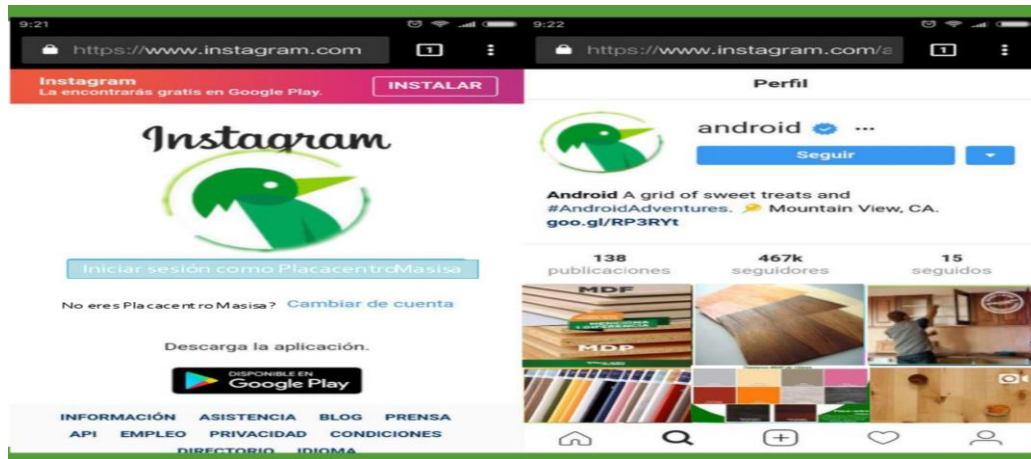 9:21
https://www.instagram.com
1
Instagram
La encontrarás gratis en Google Play.
INSTALAR
Instagram
Iniciar sesión como PlacacentroMasisa
No eres Placacentro Masisa? Cambiar de cuenta
Descarga la aplicación.
DISPONIBLE EN
Google Play
INFORMACIÓN ASISTENCIA BLOG PRENSA
API EMPLEO PRIVACIDAD CONDICIONES
DIRECTORIO IDIOMA
9:22
https://www.instagram.com/a
1
Perfil
android
Seguir
Android A grid of sweet treats and
#AndroidAdventures. Mountain View, CA.
goo.gl/RP3RYt
138 467k 15
publicaciones seguidores seguidos
MDF
MDP